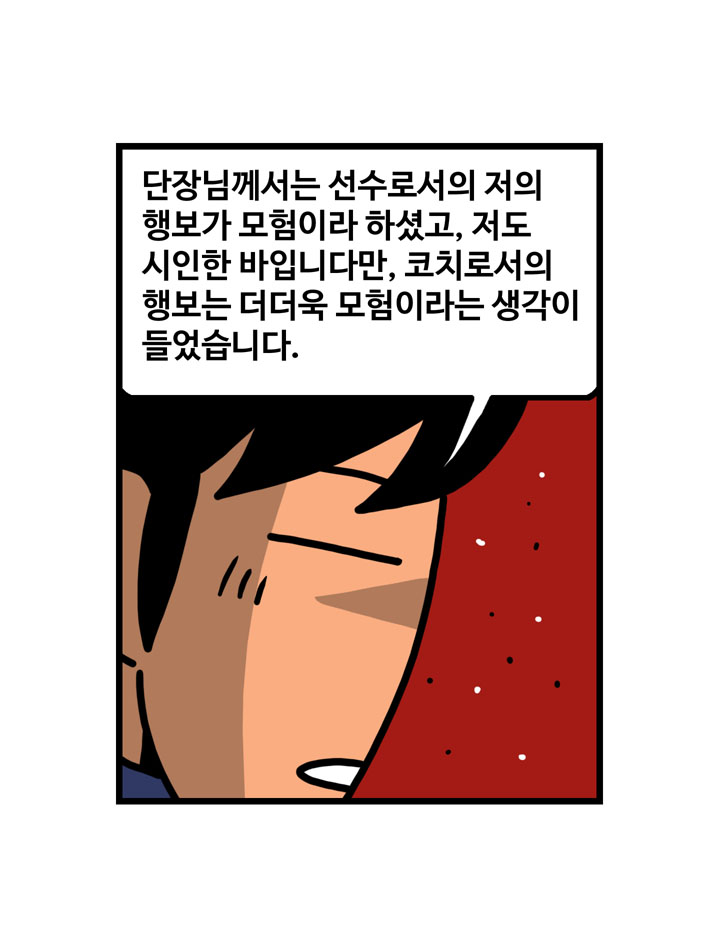 단장님께서는 선수로서의 저의
행보가 모험이라 하셨고, 저도
시인한 바입니다만, 코치로서의
행보는 더더욱 모험이라는 생각이
들었습니다.